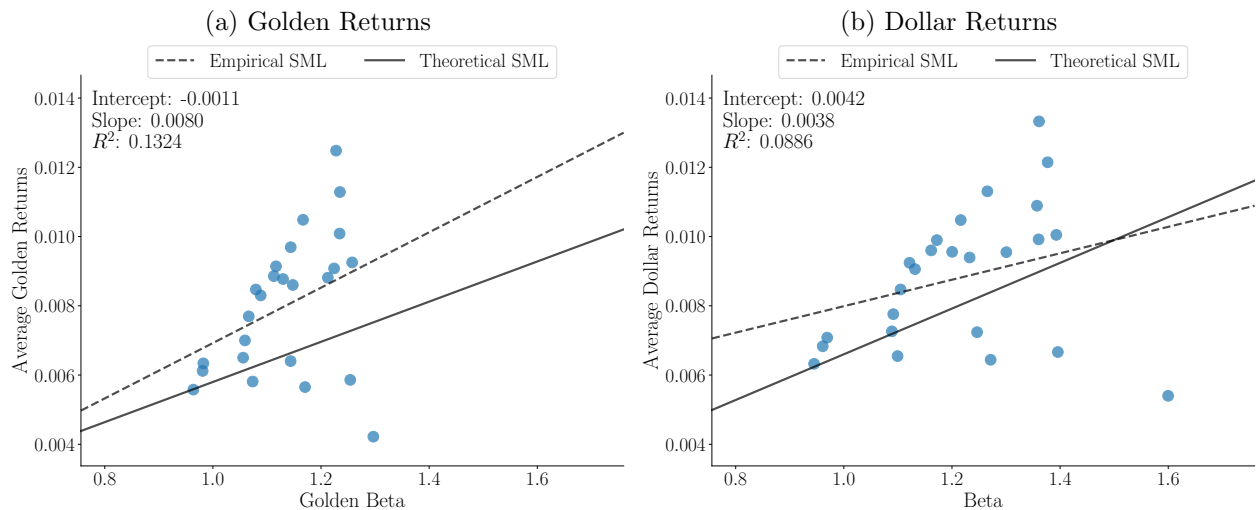 (a) Golden Returns
Empirical SML
Theoretical SML
Intercept: -0.0011
Slope: 0.0080
R²: 0.1324
0.014
0.012
0.010
0.008
0.006
0.004
Average Golden Returns
0.8 1.0 1.2 1.4 1.6
Golden Beta
(b) Dollar Returns
Empirical SML
Theoretical SML
Intercept: 0.0042
Slope: 0.0038
R²: 0.0886
0.014
0.012
0.010
0.008
0.006
0.004
Average Dollar Returns
0.8 1.0 1.2 1.4 1.6
Beta